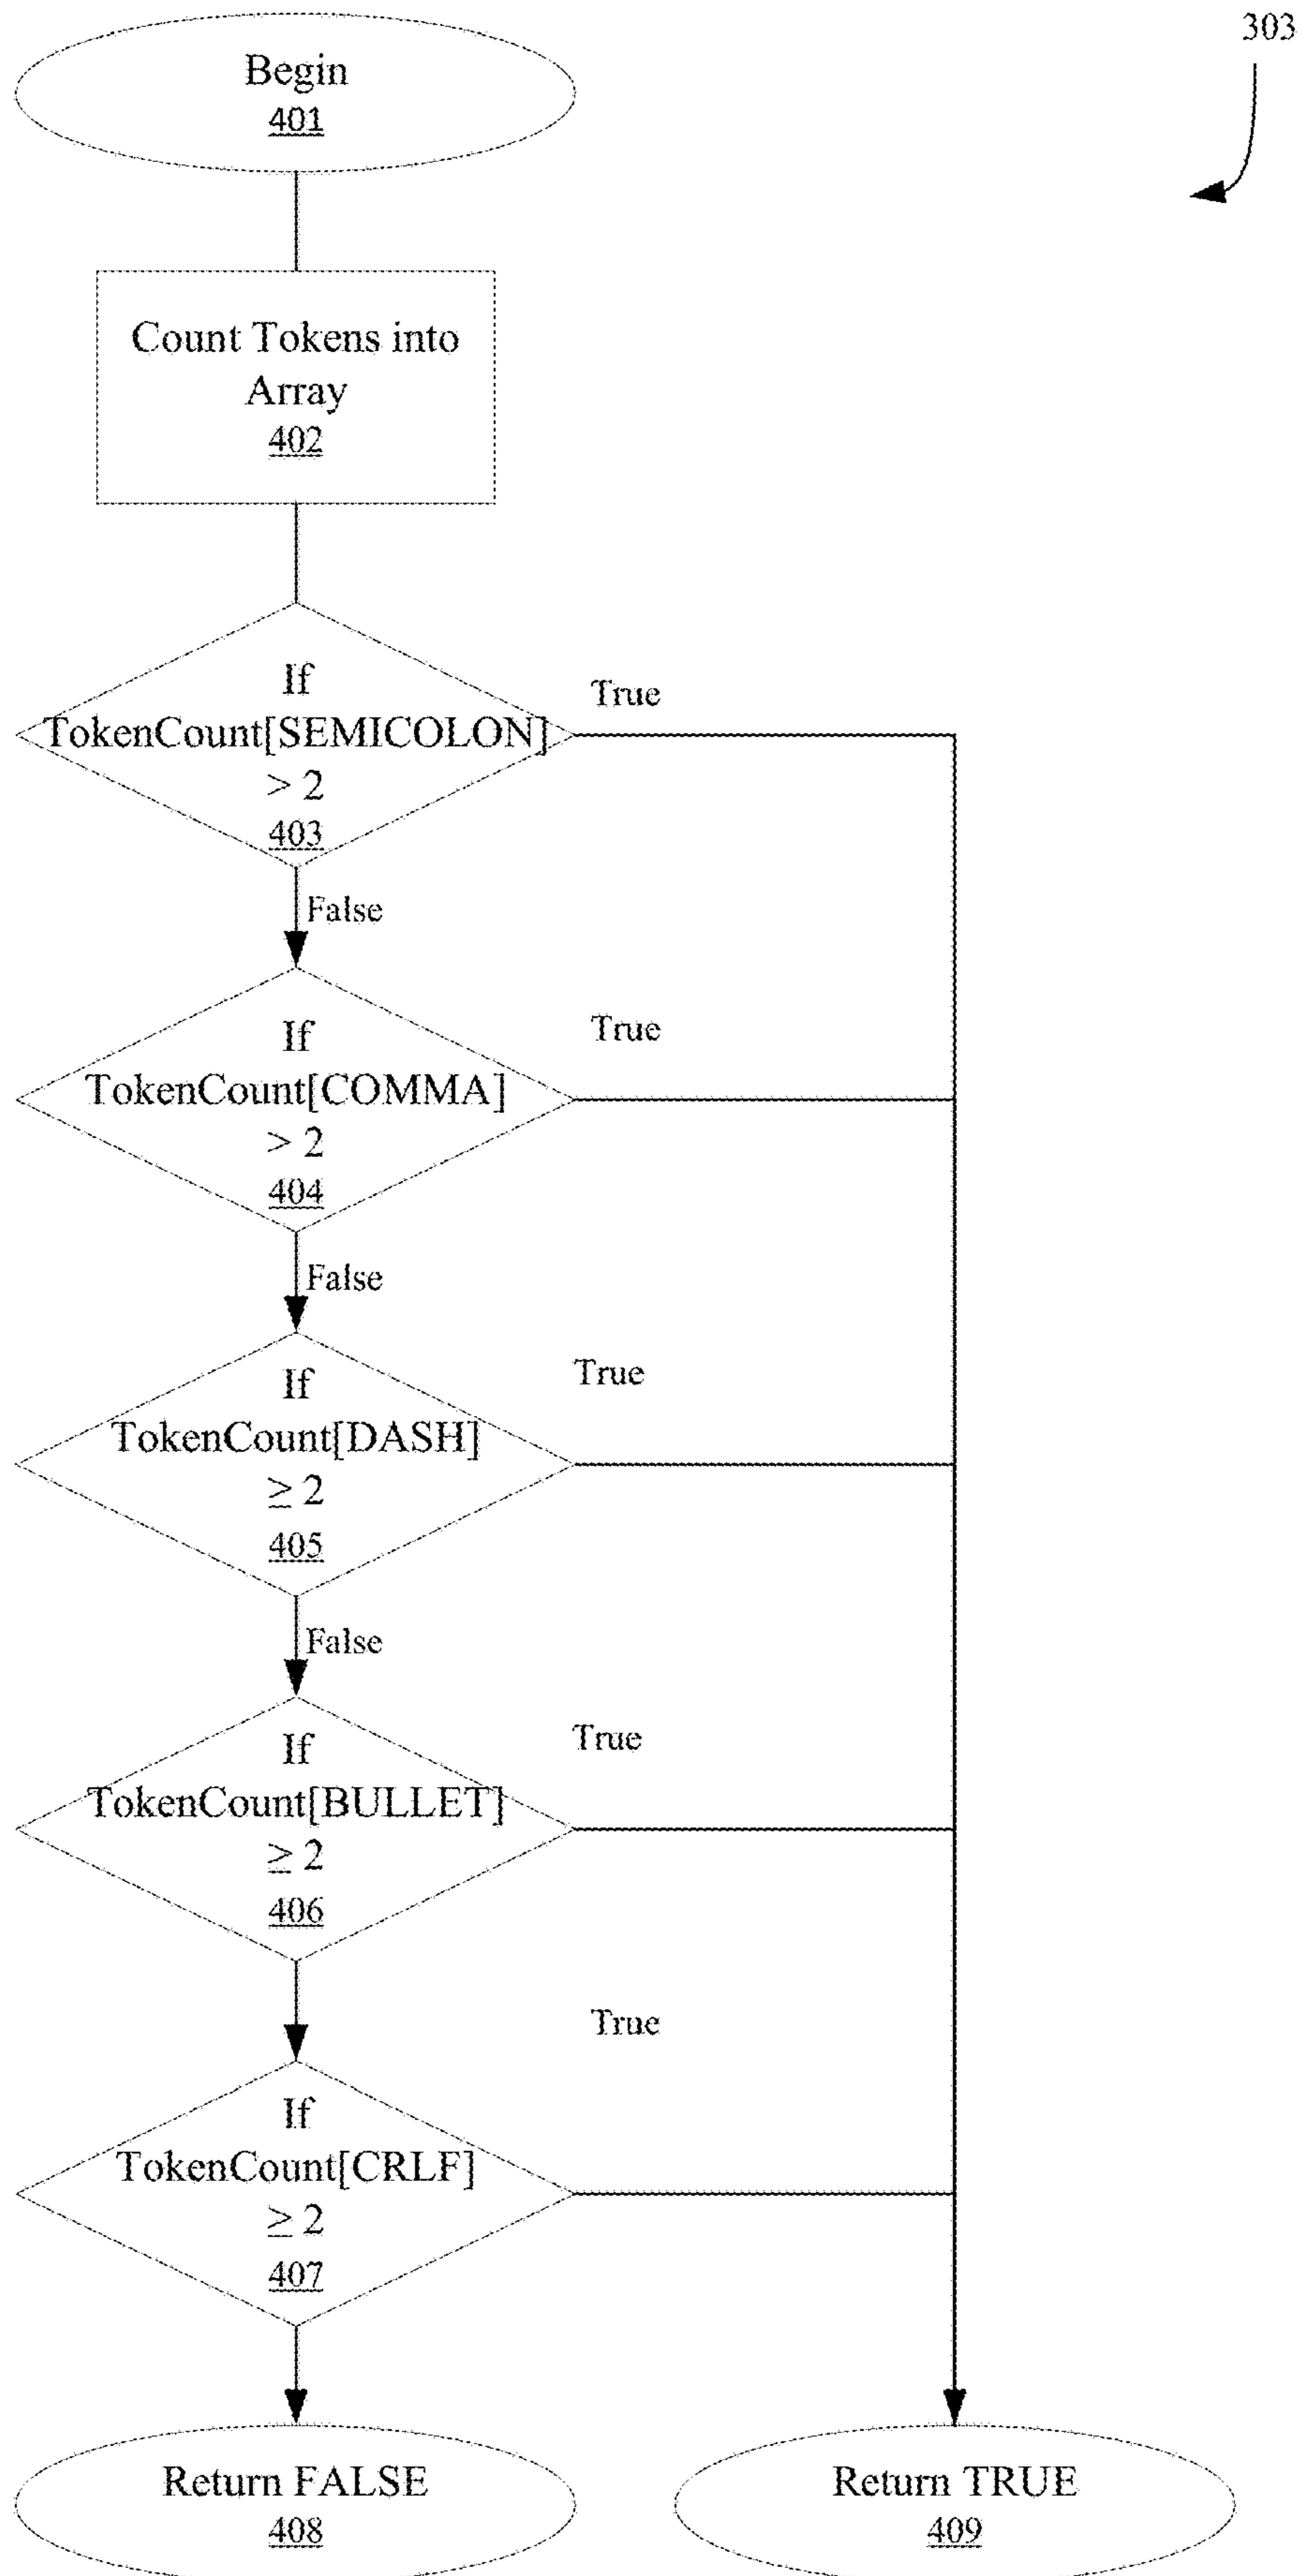 303
Begin
401
Count Tokens into
Array
402
If
TokenCount[SEMICOLON]
> 2
403
True
False
If
TokenCount[COMMA]
> 2
404
True
False
If
TokenCount[DASH]
≥ 2
405
True
False
If
TokenCount[BULLET]
≥ 2
406
True
If
TokenCount[CRLF]
≥ 2
407
True
Return FALSE
408
Return TRUE
409